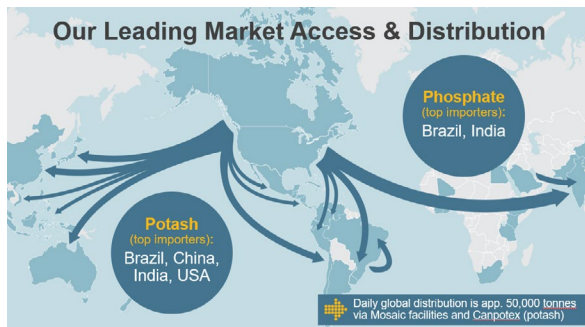 Our Leading Market Access & Distribution
Phosphate
(top importers):
Brazil, India
Potash
(top importers):
Brazil, China,
India, USA
Daily global distribution is app. 50,000 tonnes
via Mosaic facilities and Canpotex (potash)